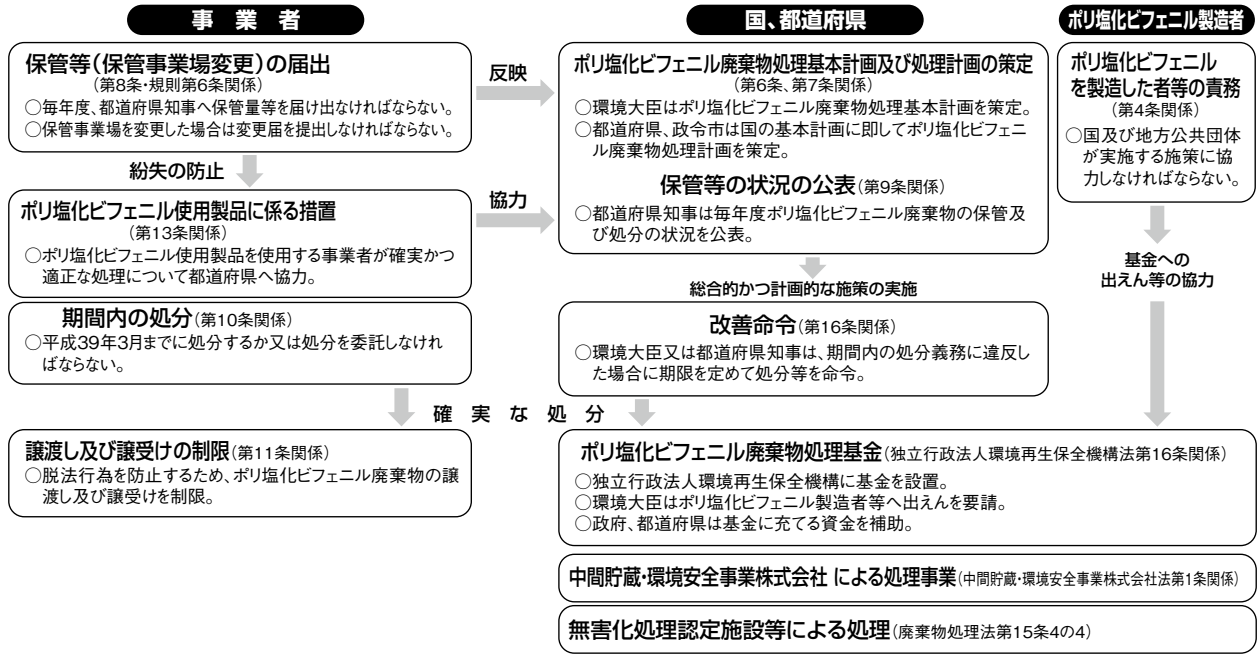 事業者
保管等（保管事業場変更）の届出
（第8条・規則第6条関係）
○毎年度、都道府県知事へ保管量等を届け出なければならない。
○保管事業場を変更した場合は変更届を提出しなければならない。
紛失の防止
ポリ塩化ビフェニル使用製品に係る措置
（第13条関係）
○ポリ塩化ビフェニル使用製品を使用する事業者が確実かつ
適正な処理について都道府県へ協力。
期間内の処分（第10条関係）
○平成39年3月までに処分するか又は処分を委託しなけれ
ばならない。
反映
協力
国、都道府県
ポリ塩化ビフェニル廃棄物処理基本計画及び処理計画の策定
（第6条、第7条関係）
○環境大臣はポリ塩化ビフェニル廃棄物処理基本計画を策定。
○都道府県、政令市は国の基本計画に即してポリ塩化ビフェニ
ル廃棄物処理計画を策定。
保管等の状況の公表（第9条関係）
○都道府県知事は毎年度ポリ塩化ビフェニル廃棄物の保管及
び処分の状況を公表。
総合的かつ計画的な施策の実施
改善命令（第16条関係）
○環境大臣又は都道府県知事は、期間内の処分義務に違反し
た場合に期限を定めて処分等を命令。
ポリ塩化ビフェニル製造者
ポリ塩化ビフェニル
を製造した者等の責務
（第4条関係）
○国及び地方公共団体
が実施する施策に協
力しなければならない。
基金への
出えん等の協力
確実な処分
譲渡し及び譲受けの制限（第11条関係）
○脱法行為を防止するため、ポリ塩化ビフェニル廃棄物の譲
渡し及び譲受けを制限。
ポリ塩化ビフェニル廃棄物処理基金（独立行政法人環境再生保全機構法第16条関係）
○独立行政法人環境再生保全機構に基金を設置。
○環境大臣はポリ塩化ビフェニル製造者等へ出えんを要請。
○政府、都道府県は基金に充てる資金を補助。
中間貯蔵・環境安全事業株式会社 による処理事業（中間貯蔵・環境安全事業株式会社法第1条関係）
無害化処理認定施設等による処理（廃棄物処理法第15条4の4）